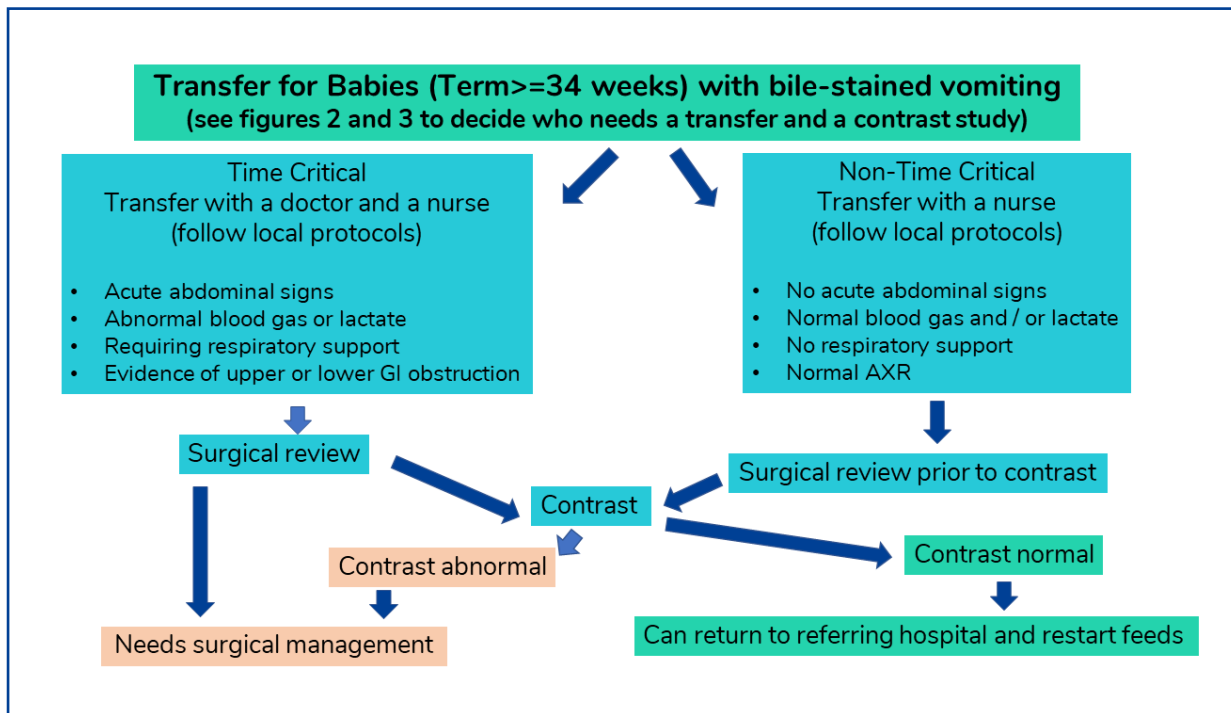 Transfer for Babies (Term>=34 weeks) with bile-stained vomiting
(see figures 2 and 3 to decide who needs a transfer and a contrast study)
Time Critical
Transfer with a doctor and a nurse
(follow local protocols)
• Acute abdominal signs
• Abnormal blood gas or lactate
• Requiring respiratory support
• Evidence of upper or lower GI obstruction
Non-Time Critical
Transfer with a nurse
(follow local protocols)
• No acute abdominal signs
• Normal blood gas and / or lactate
• No respiratory support
• Normal AXR
Surgical review
Surgical review prior to contrast
Contrast
Contrast abnormal
Contrast normal
Needs surgical management
Can return to referring hospital and restart feeds